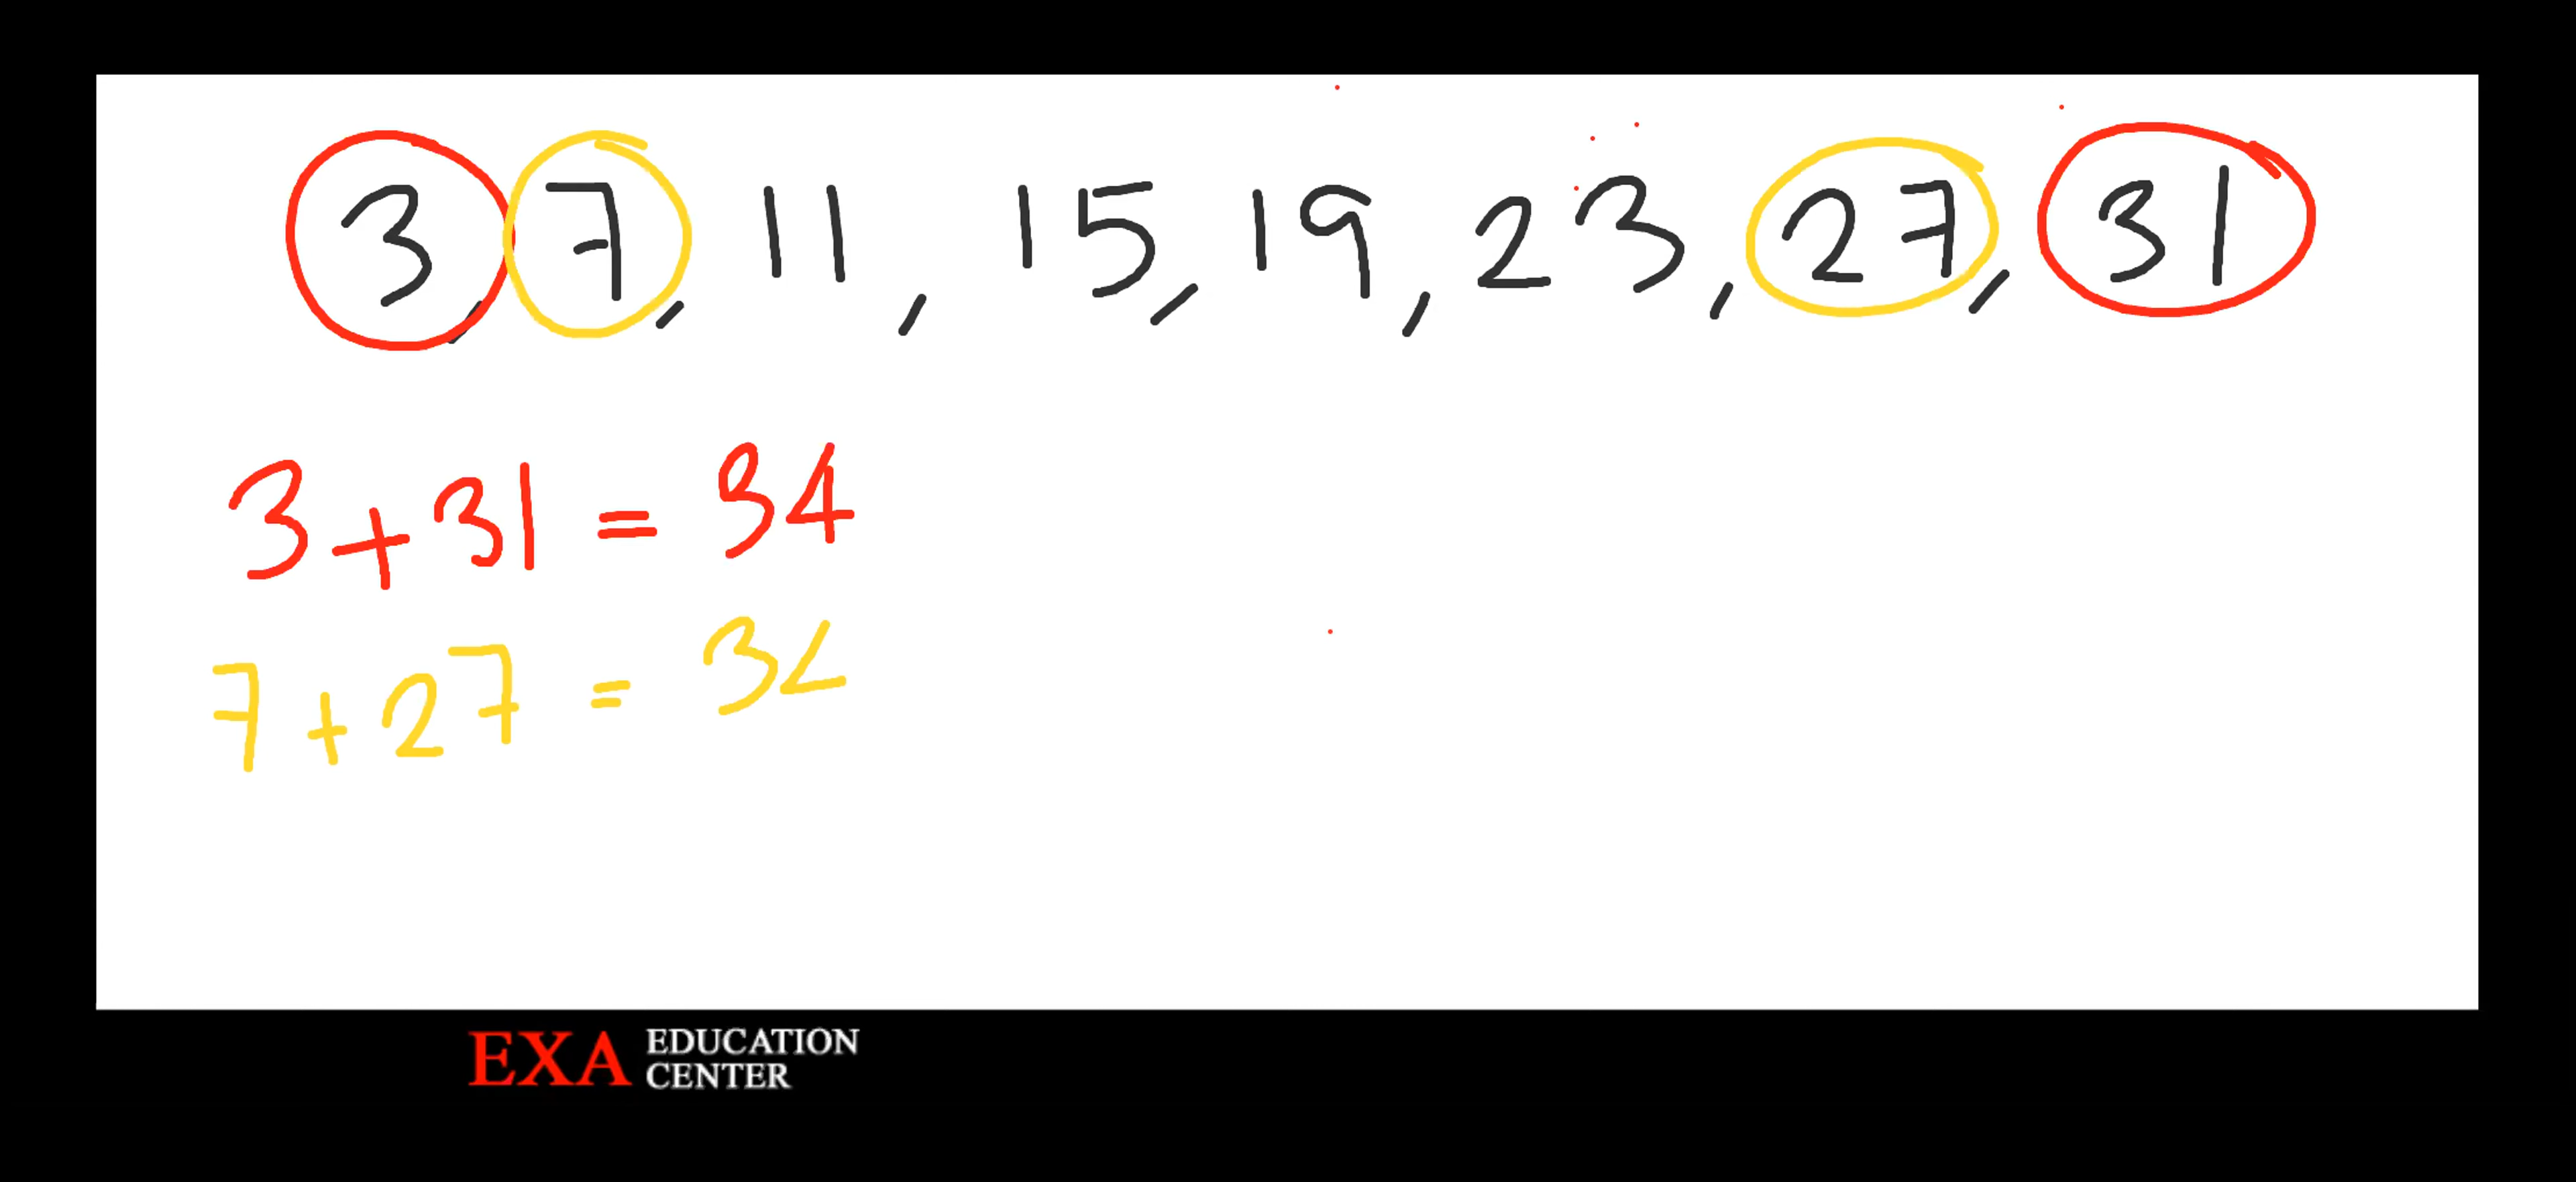 3, 7, 11, 15, 19, 23, 27, 31
3+31 = 34
7+27 = 34
EXA EDUCATION
CENTER